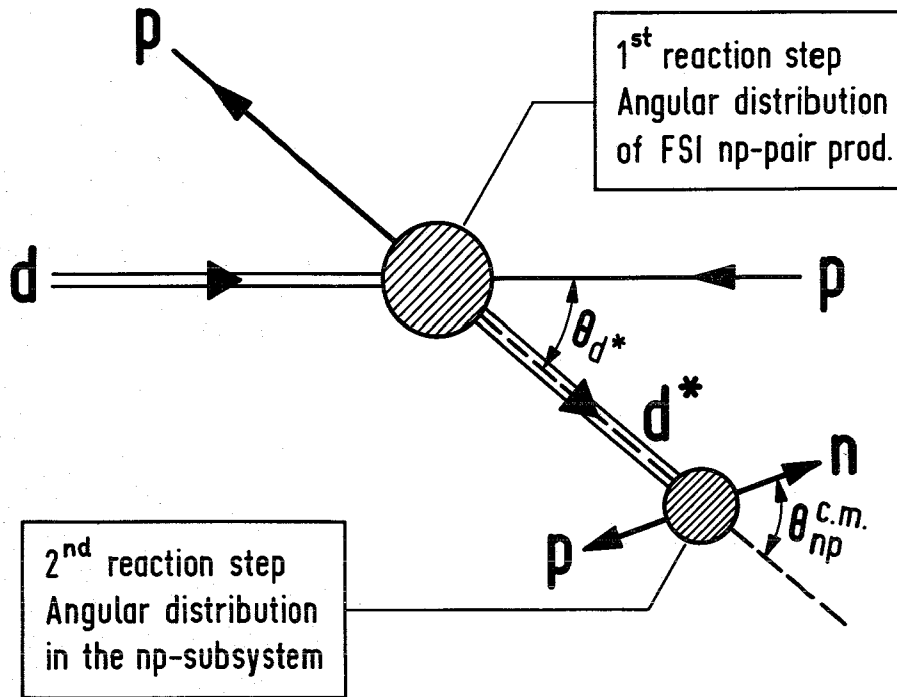 p
1st reaction step
Angular distribution
of FSI np-pair prod.
d
p
θd*
d*
n
p
θnp c.m.
2nd reaction step
Angular distribution
in the np-subsystem